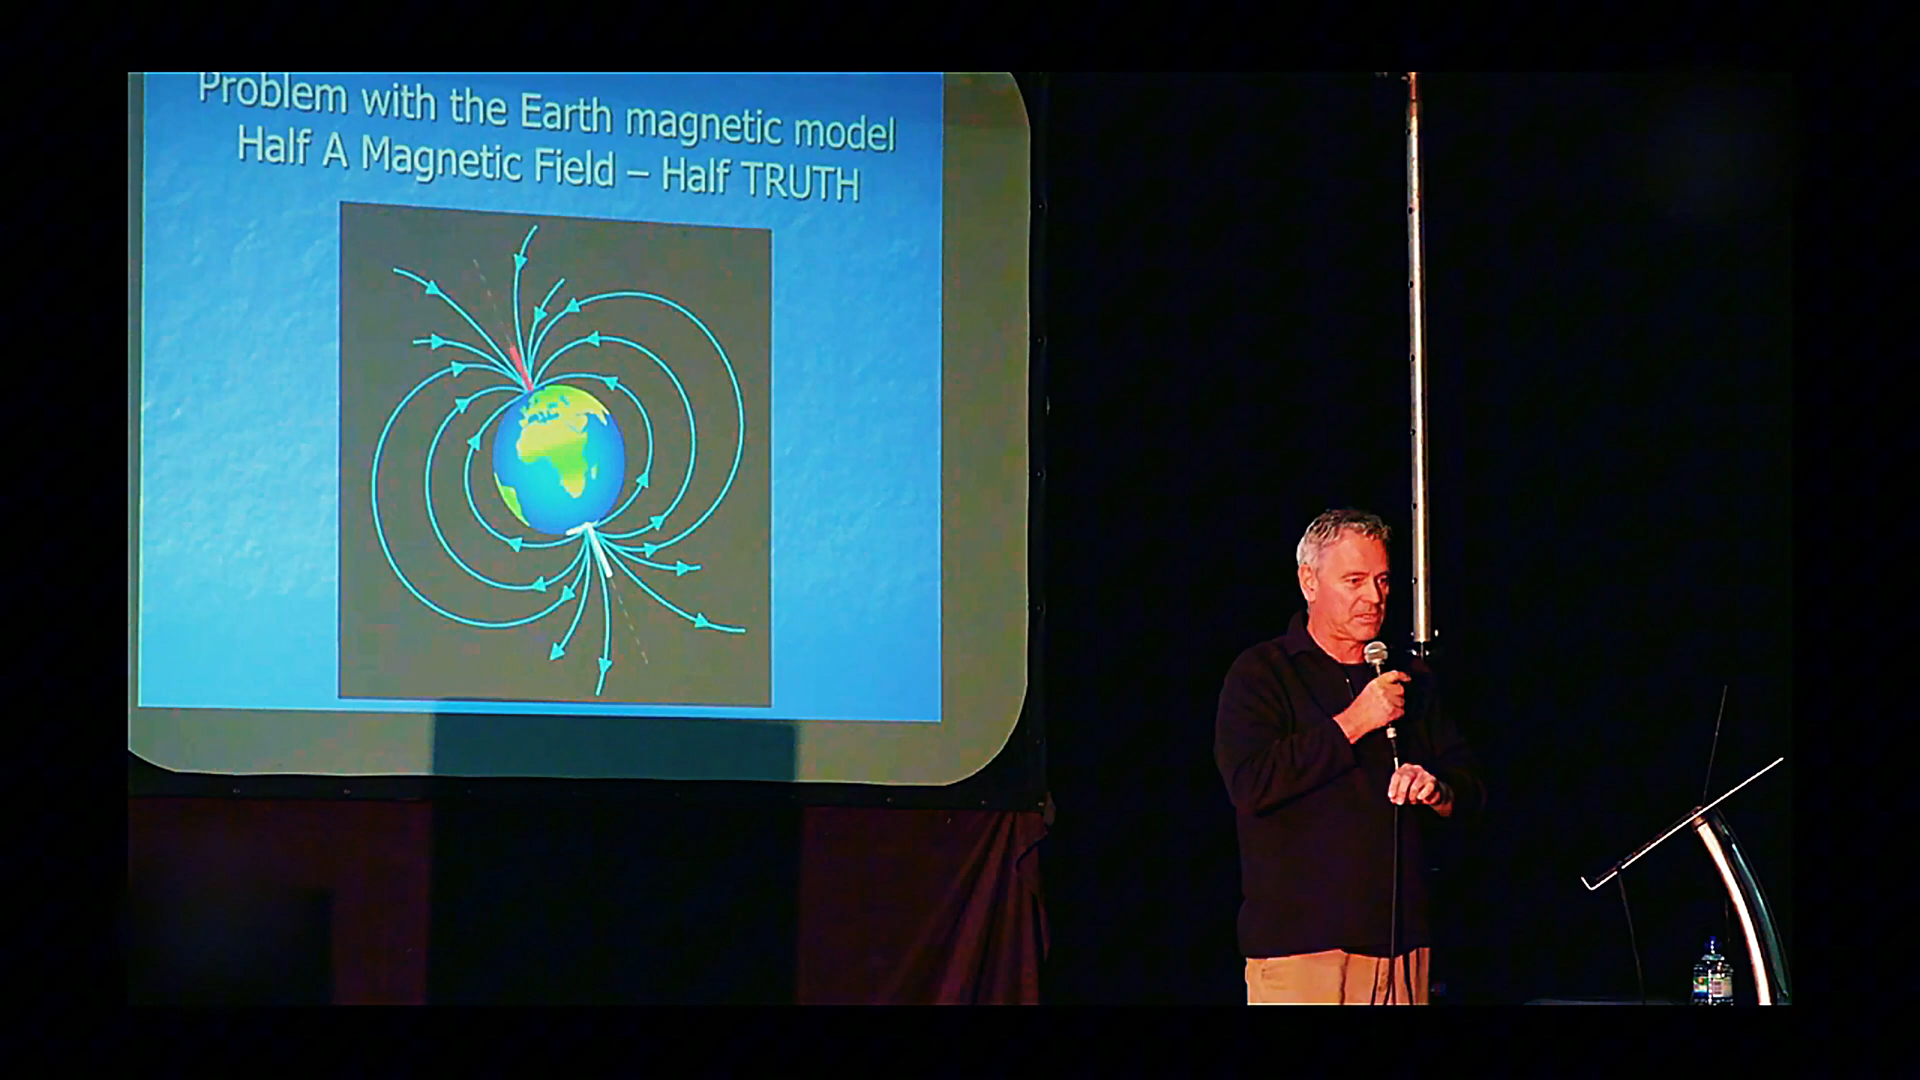 Problem with the Earth magnetic model
Half A Magnetic Field – Half TRUTH